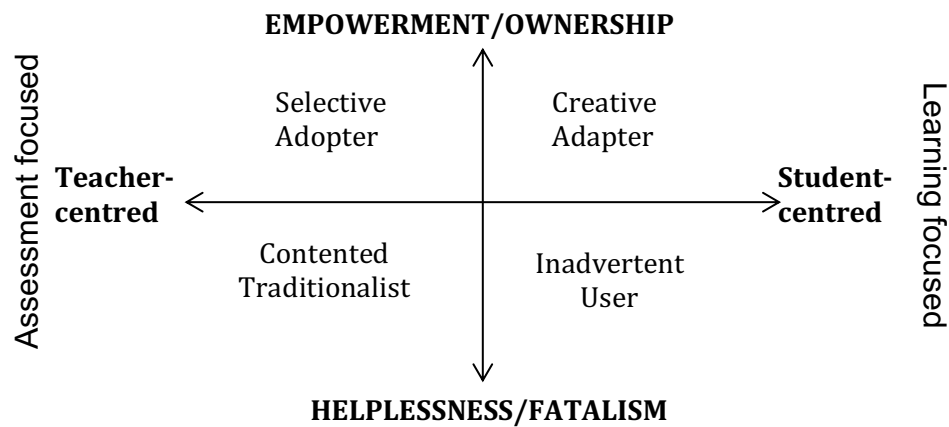 EMPOWERMENT/OWNERSHIP
Assessment focused
Selective
Adopter
Creative
Adapter
Learning focused
Teacher-
centred
Student-
centred
Contented
Traditionalist
Inadvertent
User
HELPLESSNESS/FATALISM